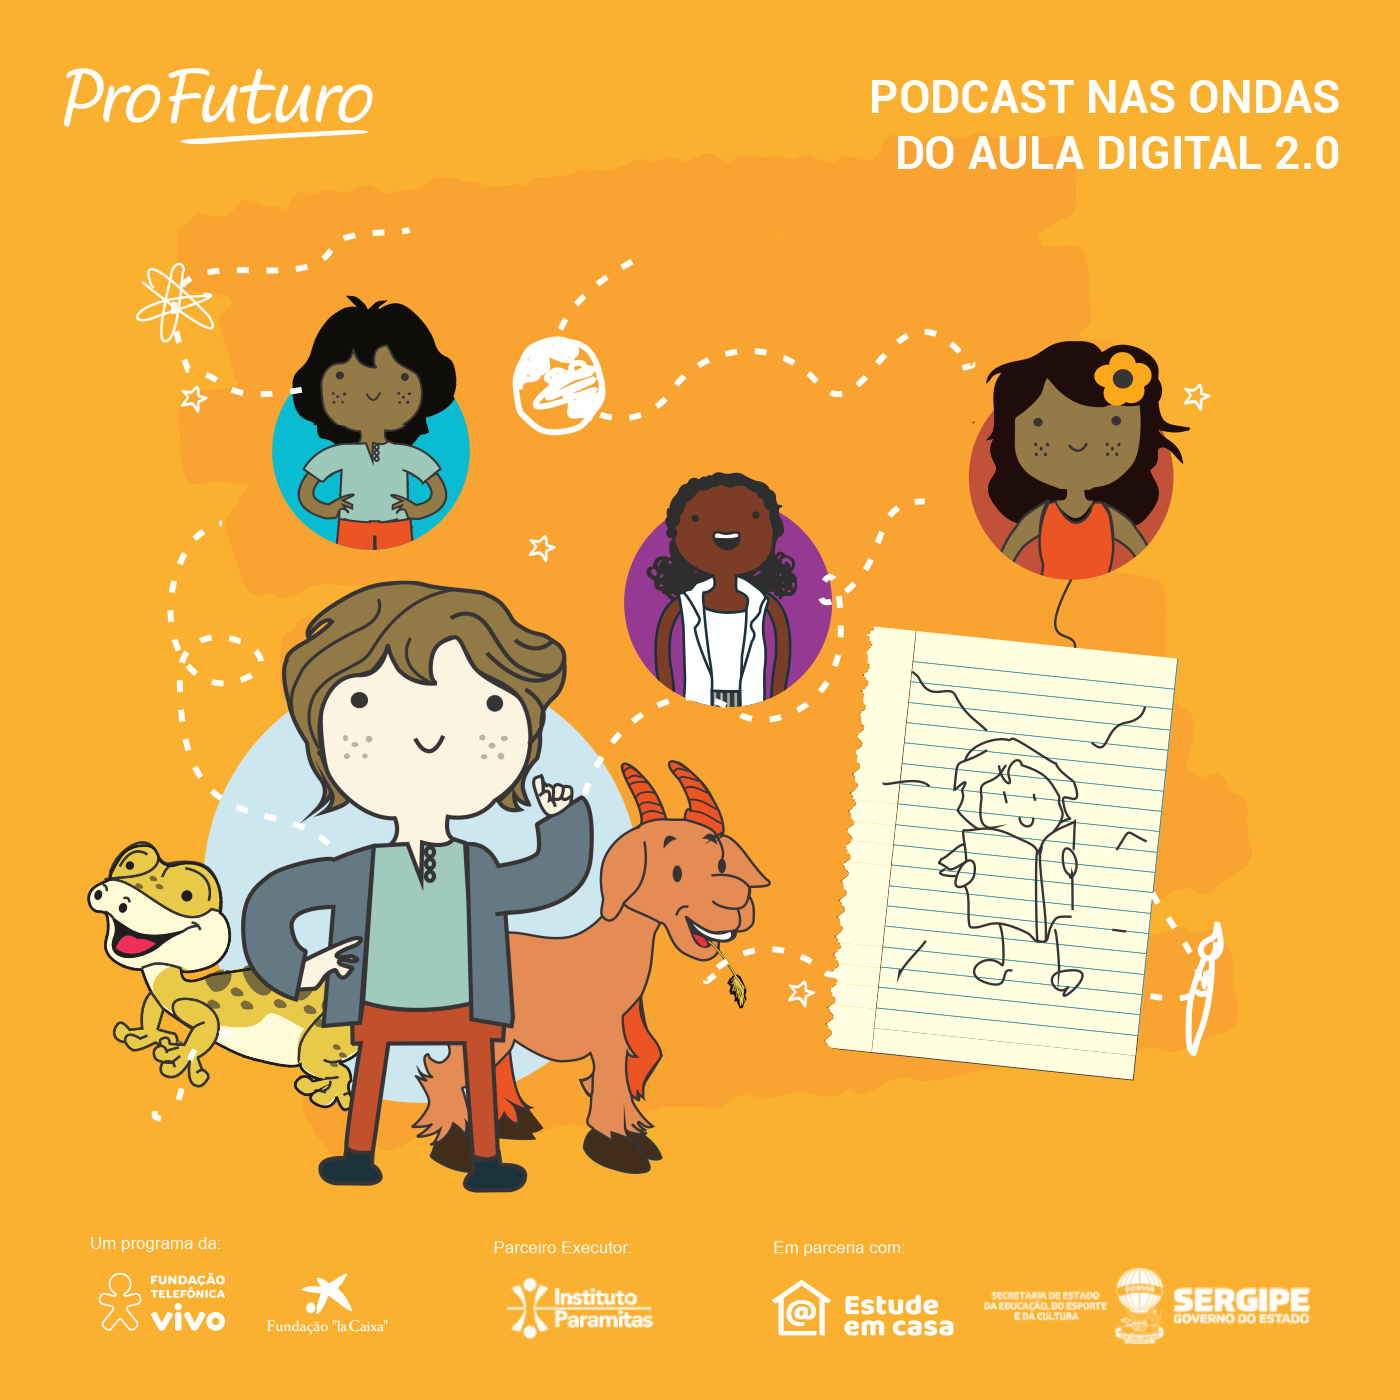 ProFuturo
PODCAST NAS ONDAS
DO AULA DIGITAL 2.0
Um programa da:
FUNDAÇÃO
TELEFÔNICA
vivo
Fundação "la Caixa"
Parceiro Executor:
Instituto
Paramitas
Em parceria com:
@
Estude
em casa
SECRETARIA DE ESTADO
DA EDUCAÇÃO, DO ESPORTE
E DA CULTURA
SERGIPE
GOVERNO DO ESTADO